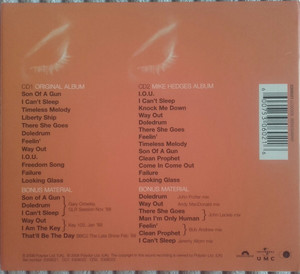 CD1 ORIGINAL ALBUM
Son Of A Gun
I Can't Sleep
Timeless Melody
Liberty Ship
There She Goes
Doledrum
Feelin'
Way Out
I.O.U.
Freedom Song
Failure
Looking Glass
BONUS MATERIAL
Son of A Gun
Doledrum
I Can't Sleep
Way Out
I Am the Key
That'll Be the Day
CD2 MIKE HEDGES ALBUM
I.O.U.
I Can't Sleep
Knock Me Down
Way Out
Doledrum
There She Goes
Feelin'
Timeless Melody
Son Of A Gun
Clean Prophet
Come In Come Out
Failure
Looking Glass
BONUS MATERIAL
Doledrum
Way Out
There She Goes
Man I'm Only Human
Feelin'
Clean Prophet
I Can't Sleep
UMC